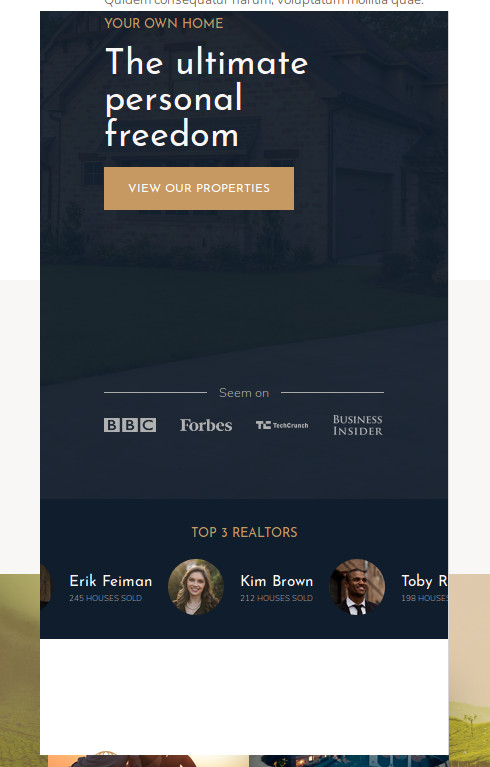 Quidem consequatur harum, voluptatum mollitia quae.
YOUR OWN HOME
The ultimate
personal
freedom
VIEW OUR PROPERTIES
Seem on
BBC Forbes TC TechCrunch BUSINESS INSIDER
TOP 3 REALTORS
Erik Feiman Kim Brown Toby R
245 HOUSES SOLD 212 HOUSES SOLD 198 HOUSES